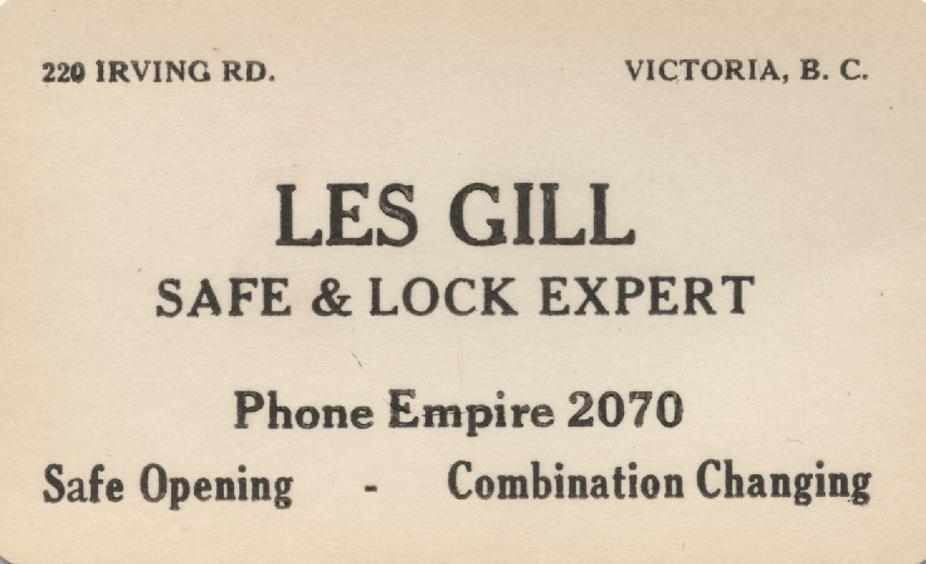 220 IRVING RD. VICTORIA, B. C.
LES GILL
SAFE & LOCK EXPERT
Phone Empire 2070
Safe Opening - Combination Changing